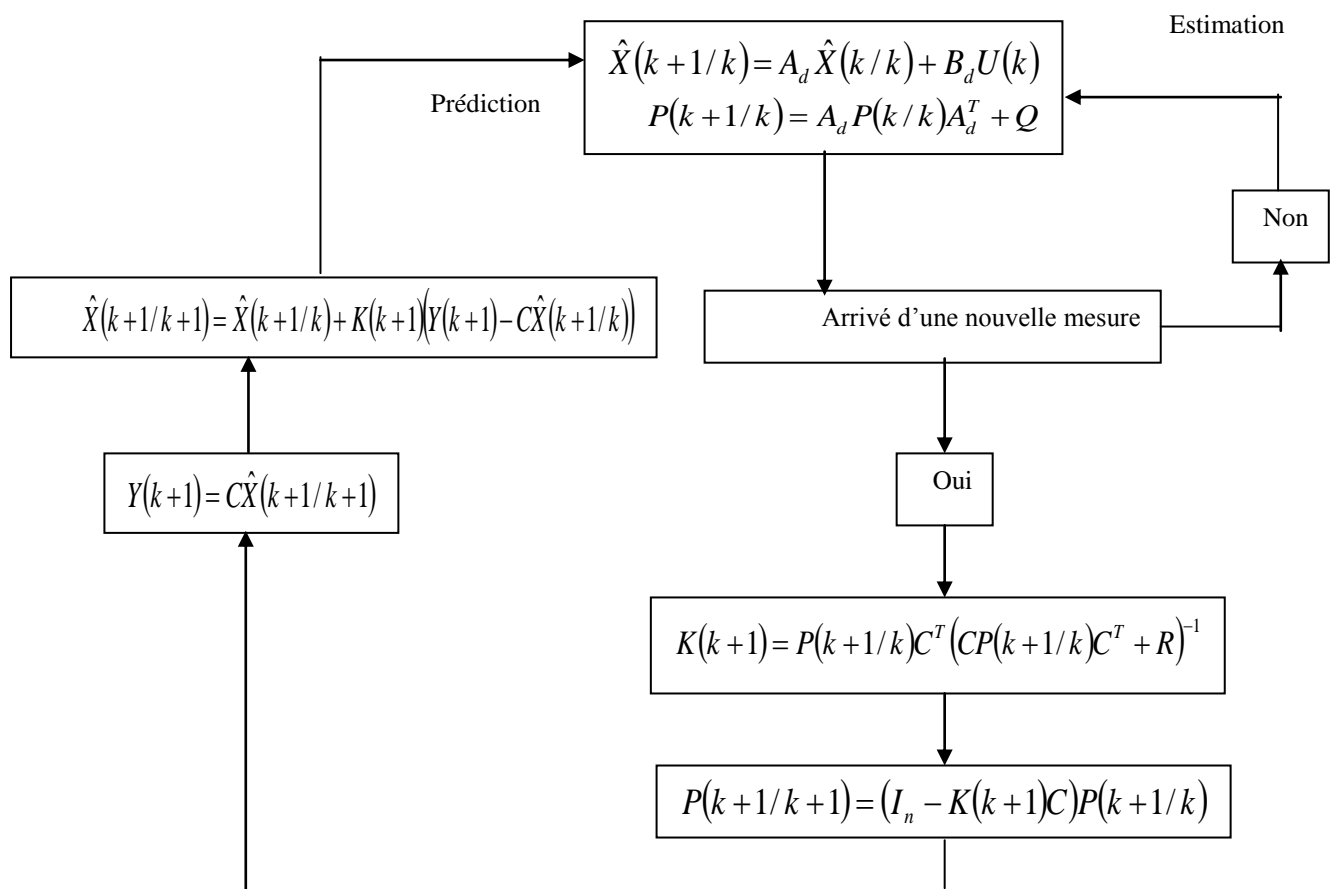 Estimation
X̂(k+1/k)=A_d X̂(k/k)+B_d U(k)
Prédiction
P(k+1/k)=A_d P(k/k)A_d^T+Q
Non
X̂(k+1/k+1)=X̂(k+1/k)+K(k+1)(Y(k+1)−CX̂(k+1/k))
Arrivé d’une nouvelle mesure
Y(k+1)=CX̂(k+1/k+1)
Oui
K(k+1)=P(k+1/k)C^T(CP(k+1/k)C^T+R)^−1
P(k+1/k+1)=(I_n−K(k+1)C)P(k+1/k)